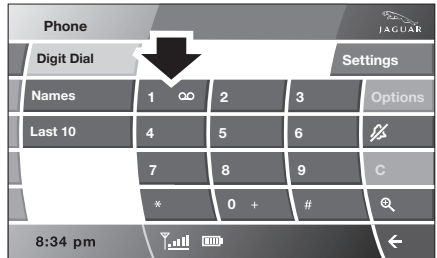 Phone JAGUAR
Digit Dial Settings
Names 1 2 3 Options
Last 10 4 5 6
7 8 9 C
* 0 + #
8:34 pm